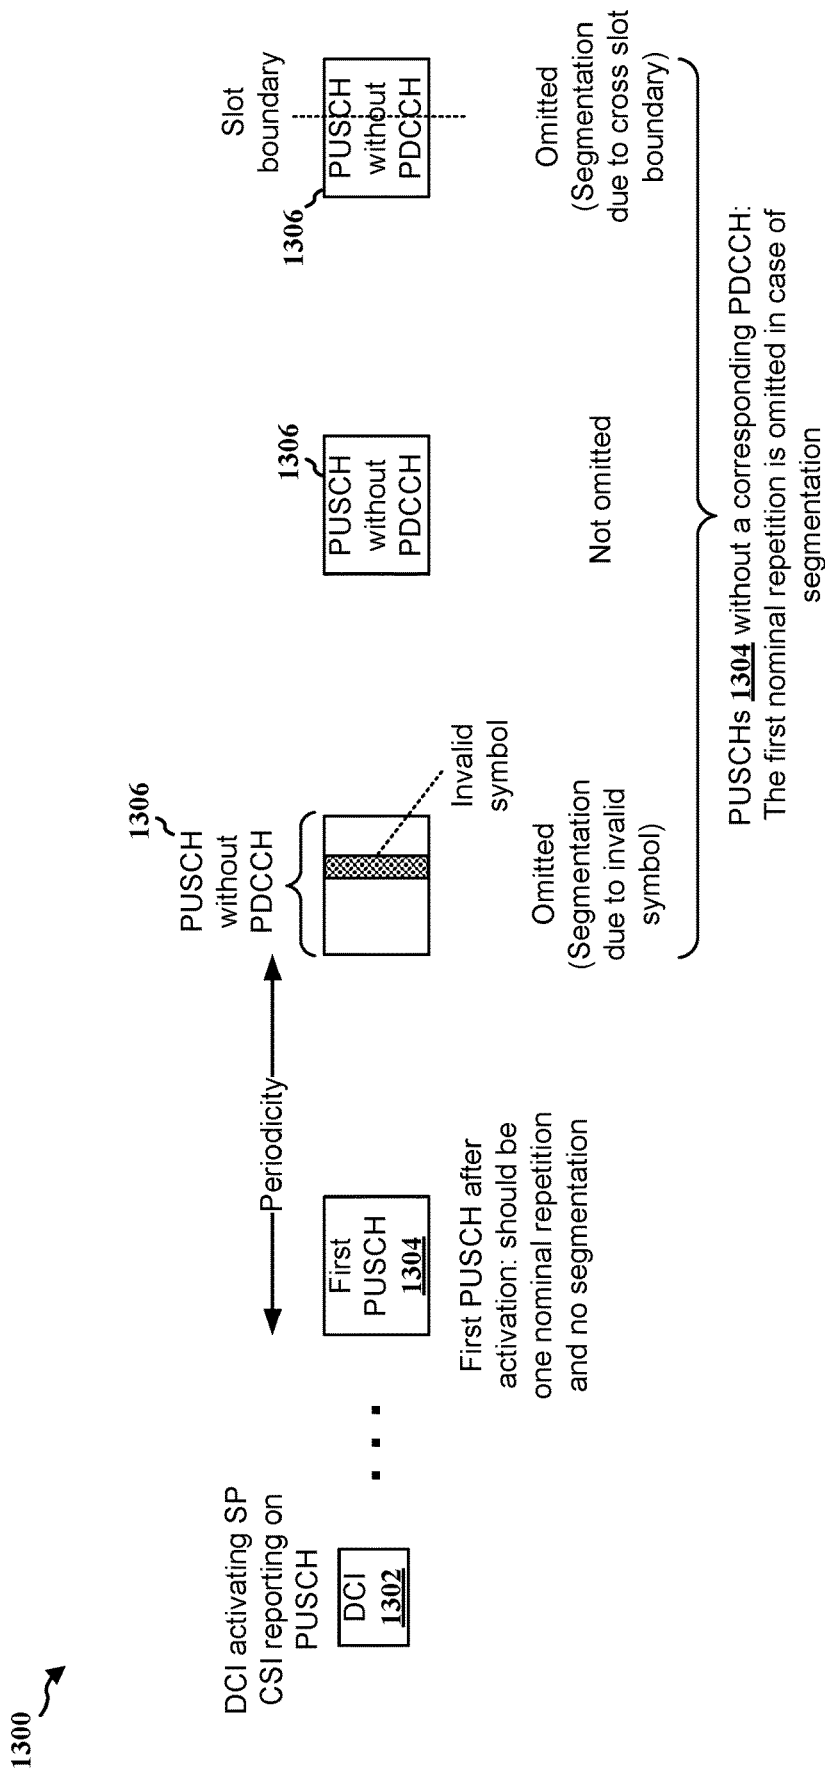 1300
DCI activating SP
CSI reporting on
PUSCH
DCI
1302
Periodicity
First
PUSCH
1304
First PUSCH after
activation: should be
one nominal repetition
and no segmentation
1306
PUSCH
without
PDCCH
Invalid
symbol
Omitted
(Segmentation
due to invalid
symbol)
1306
PUSCH
without
PDCCH
Not omitted
Slot
boundary
1306
PUSCH
without
PDCCH
Omitted
(Segmentation
due to cross slot
boundary)
PUSCHs 1304 without a corresponding PDCCH:
The first nominal repetition is omitted in case of
segmentation